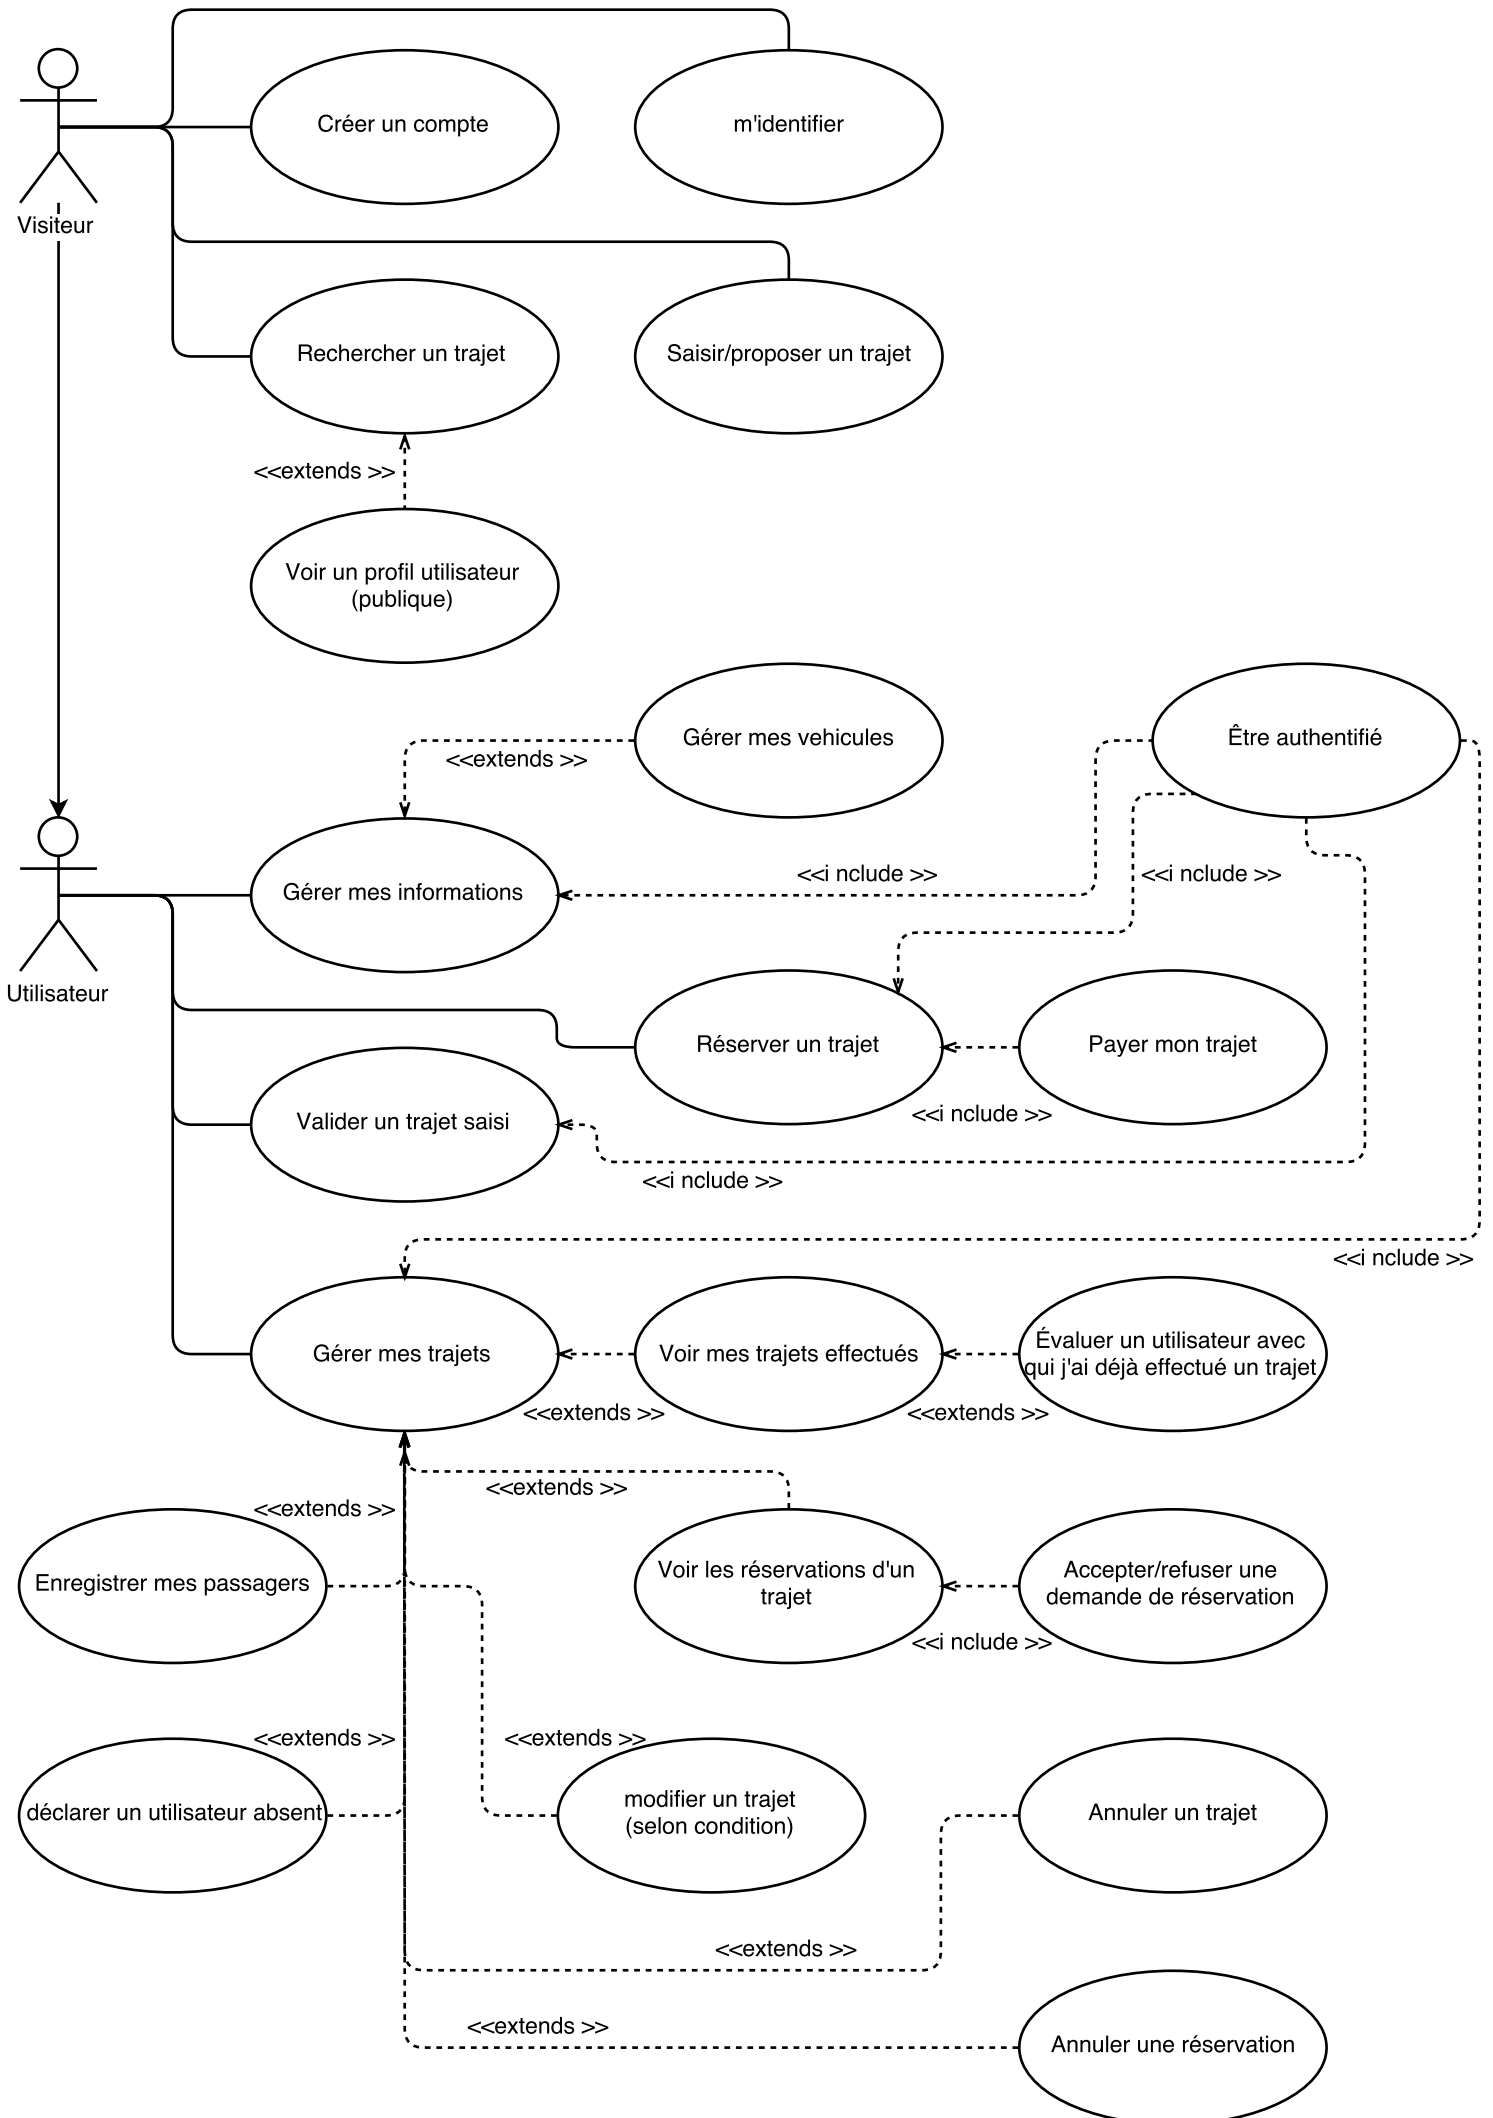 Créer un compte
m'identifier
Visiteur
Rechercher un trajet
Saisir/proposer un trajet
<<extends >>
Voir un profil utilisateur
(publique)
Gérer mes vehicules
Être authentifié
<<extends >>
Gérer mes informations
<<i nclude >>
<<i nclude >>
Utilisateur
Réserver un trajet
Payer mon trajet
<<i nclude >>
Valider un trajet saisi
<<i nclude >>
<<i nclude >>
Gérer mes trajets
Voir mes trajets effectués
Évaluer un utilisateur avec
qui j'ai déjà effectué un trajet
<<extends >>
<<extends >>
<<extends >>
<<extends >>
Enregistrer mes passagers
Voir les réservations d'un
trajet
Accepter/refuser une
demande de réservation
<<i nclude >>
<<extends >>
<<extends >>
déclarer un utilisateur absent
modifier un trajet
(selon condition)
Annuler un trajet
<<extends >>
<<extends >>
Annuler une réservation